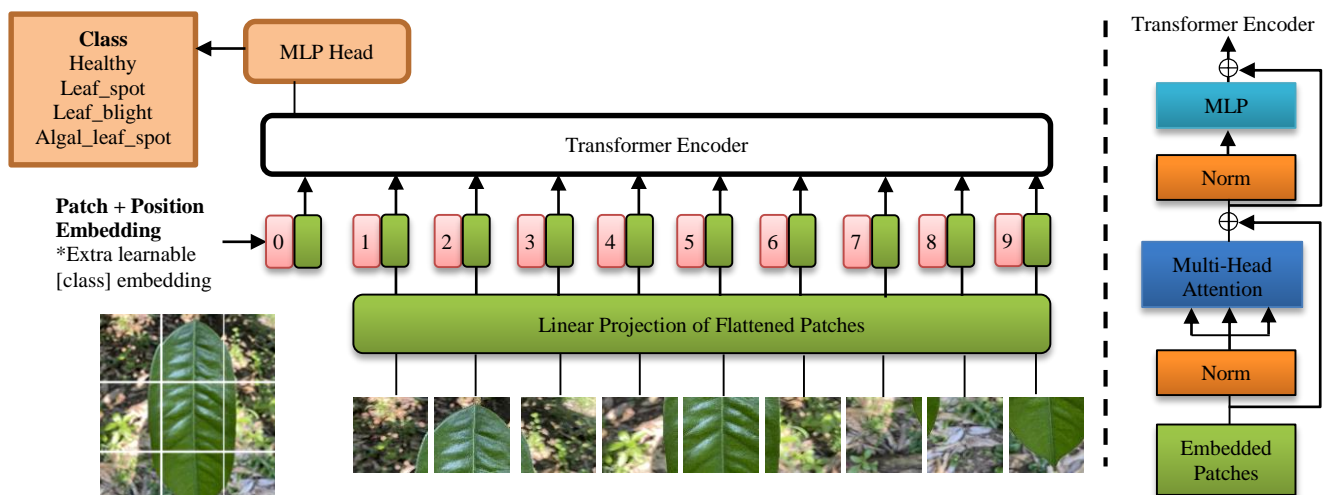 Class
Healthy
Leaf_spot
Leaf_blight
Algal_leaf_spot
MLP Head
Transformer Encoder
Patch + Position
Embedding
*Extra learnable
[class] embedding
0 1 2 3 4 5 6 7 8 9
Linear Projection of Flattened Patches
Transformer Encoder
MLP
Norm
Multi-Head
Attention
Norm
Embedded
Patches